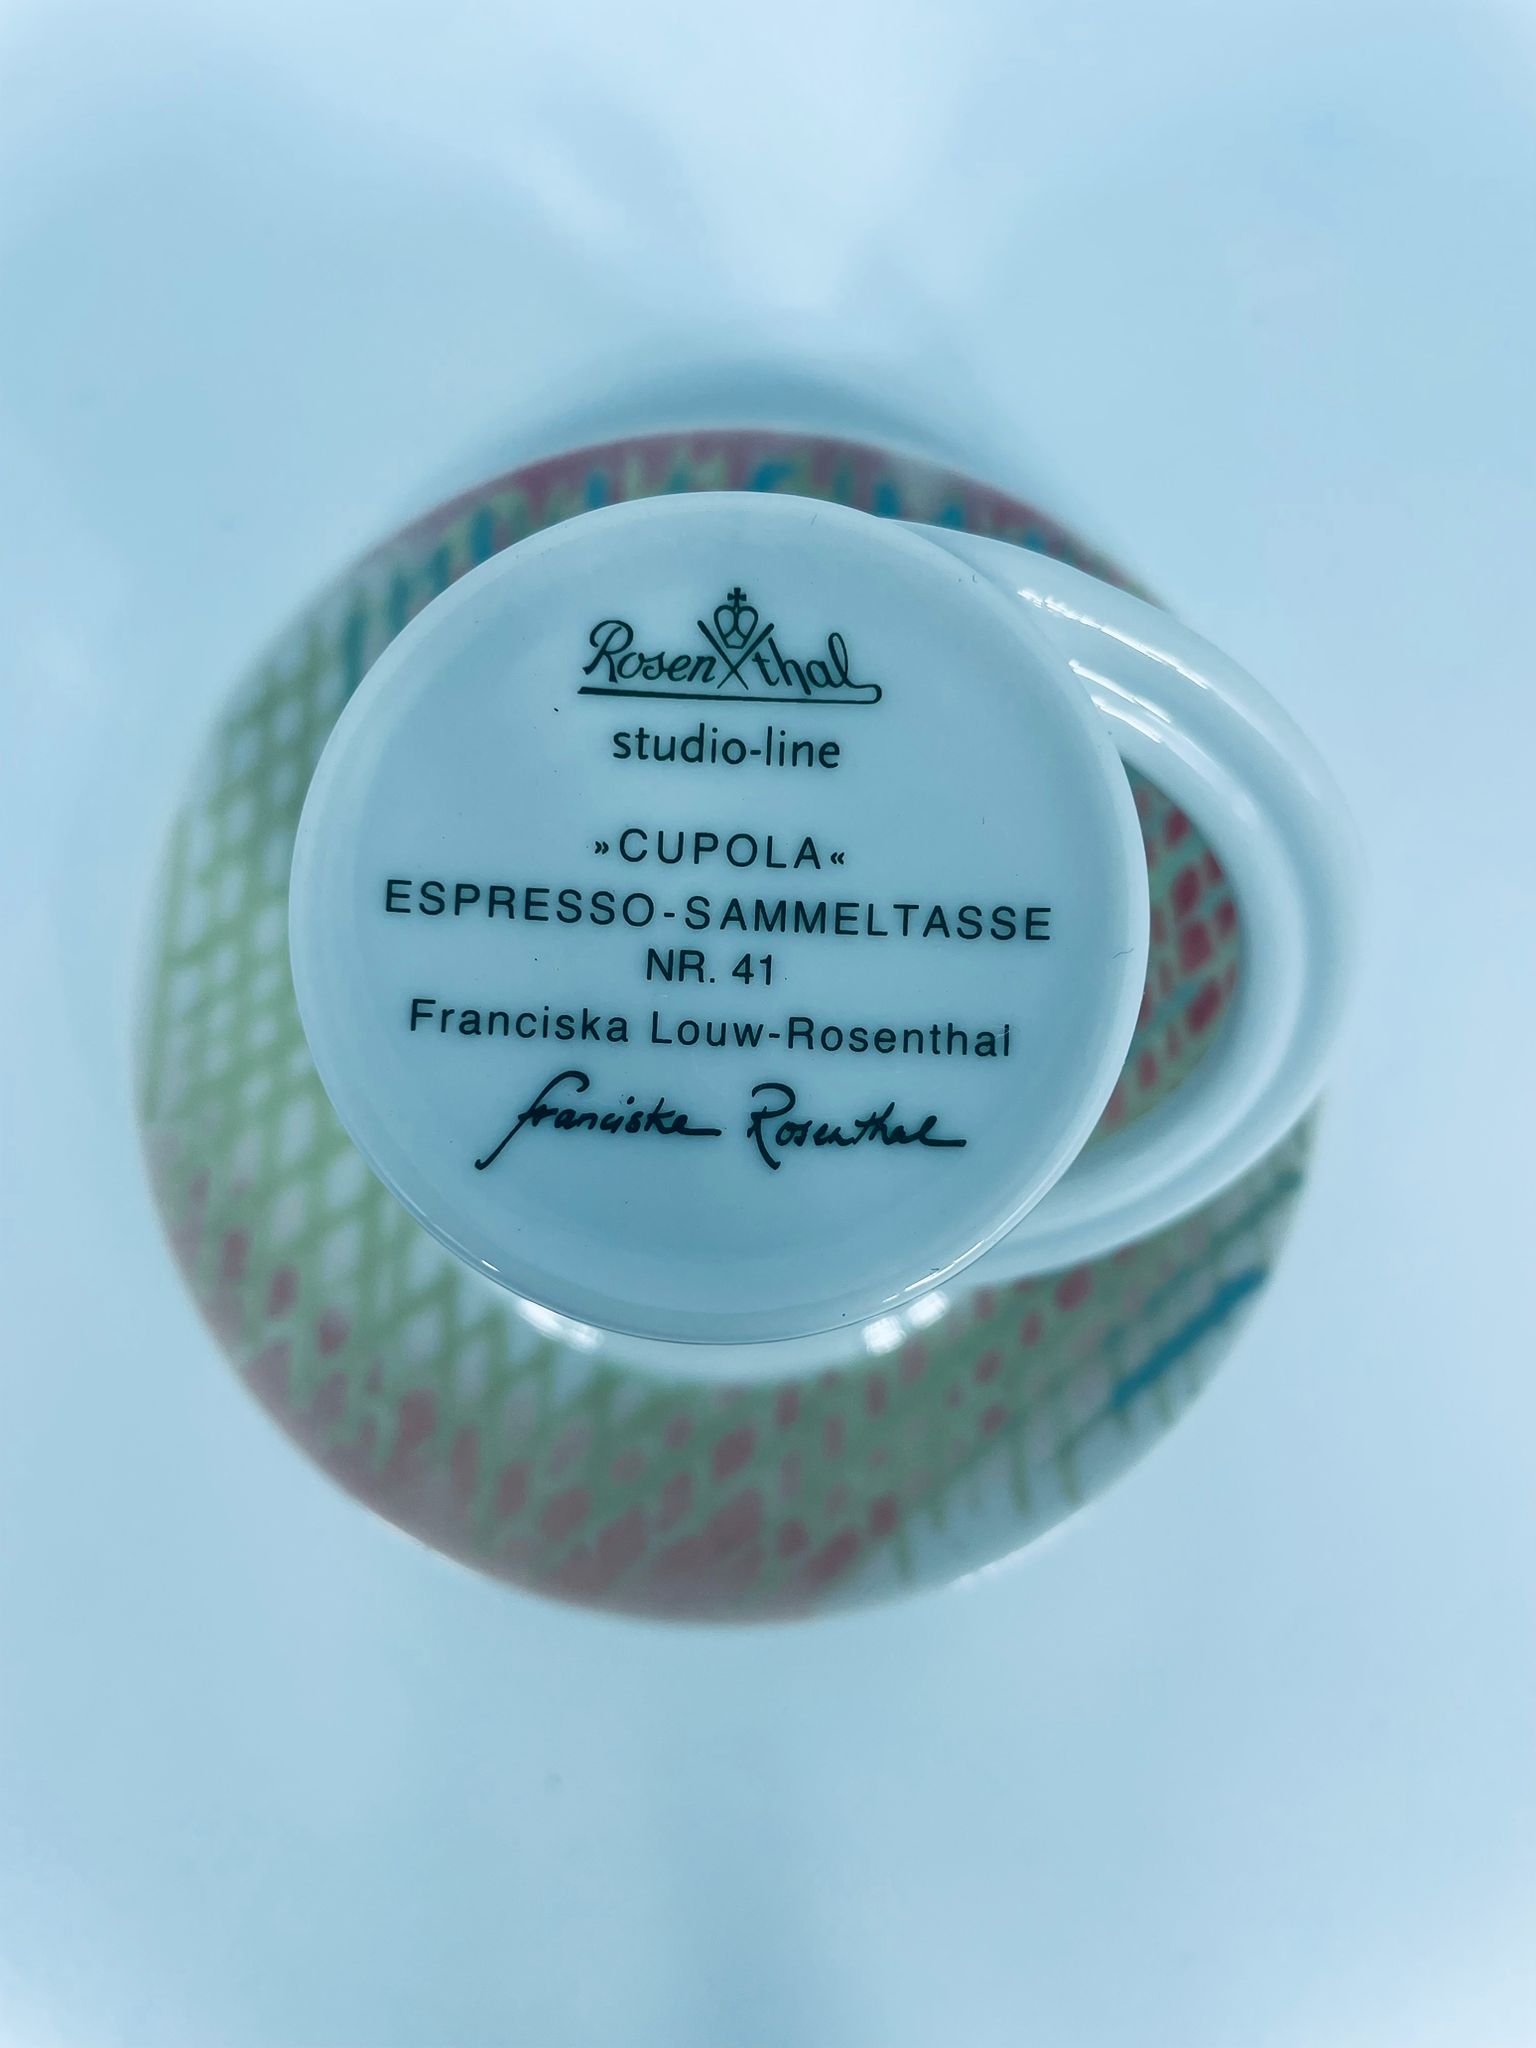 Rosenthal
studio-line
»CUPOLA«
ESPRESSO-SAMMELTASSE
NR. 41
Franciska Louw-Rosenthal
Franciska Rosenthal